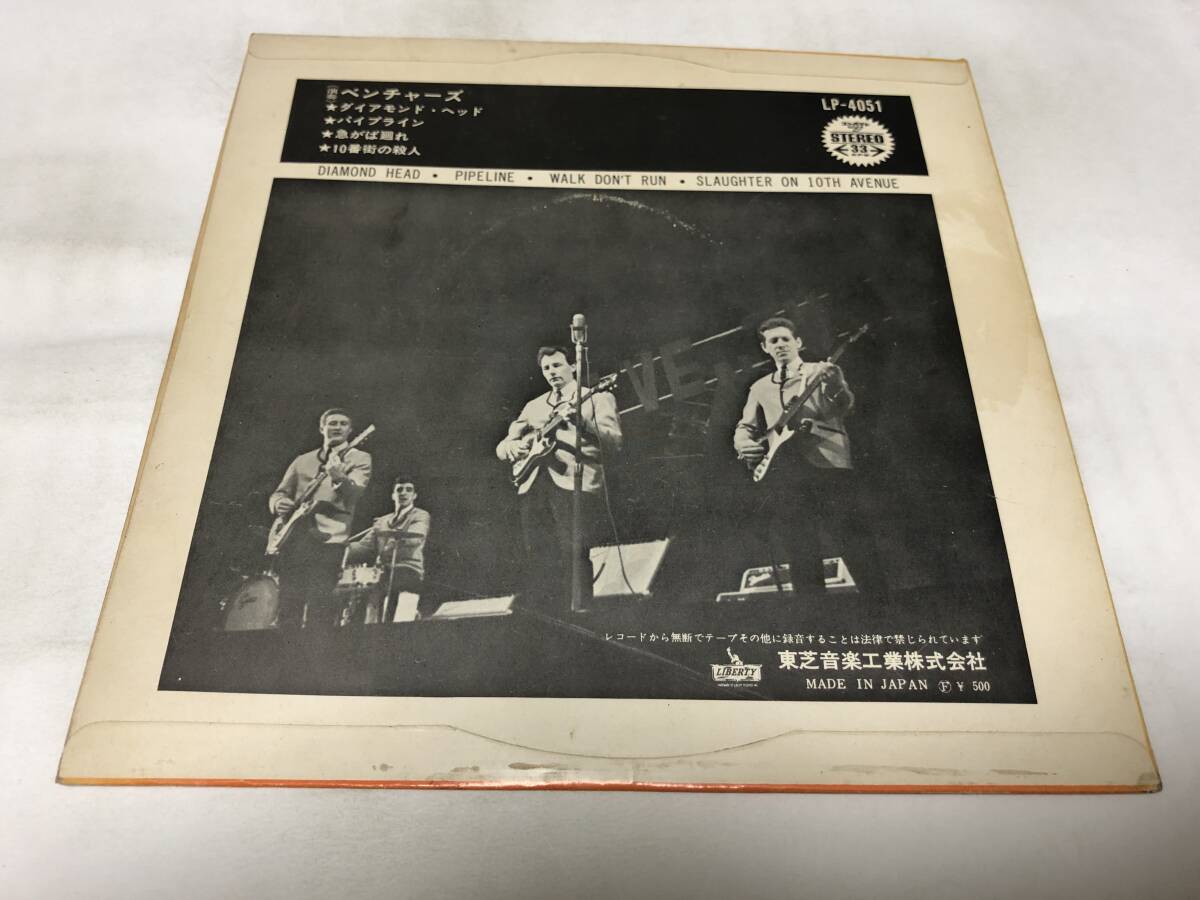 演奏 ベンチャーズ
★ダイアモンド・ヘッド
★パイプライン
★急がば廻れ
★10番街の殺人
LP-4051
STEREO
33
DIAMOND HEAD • PIPELINE • WALK DON'T RUN • SLAUGHTER ON 10TH AVENUE
VE
レコードから無断でテープその他に録音することは法律で禁じられています
LIBERTY
東芝音楽工業株式会社
MADE IN JAPAN Ⓕ ¥ 500